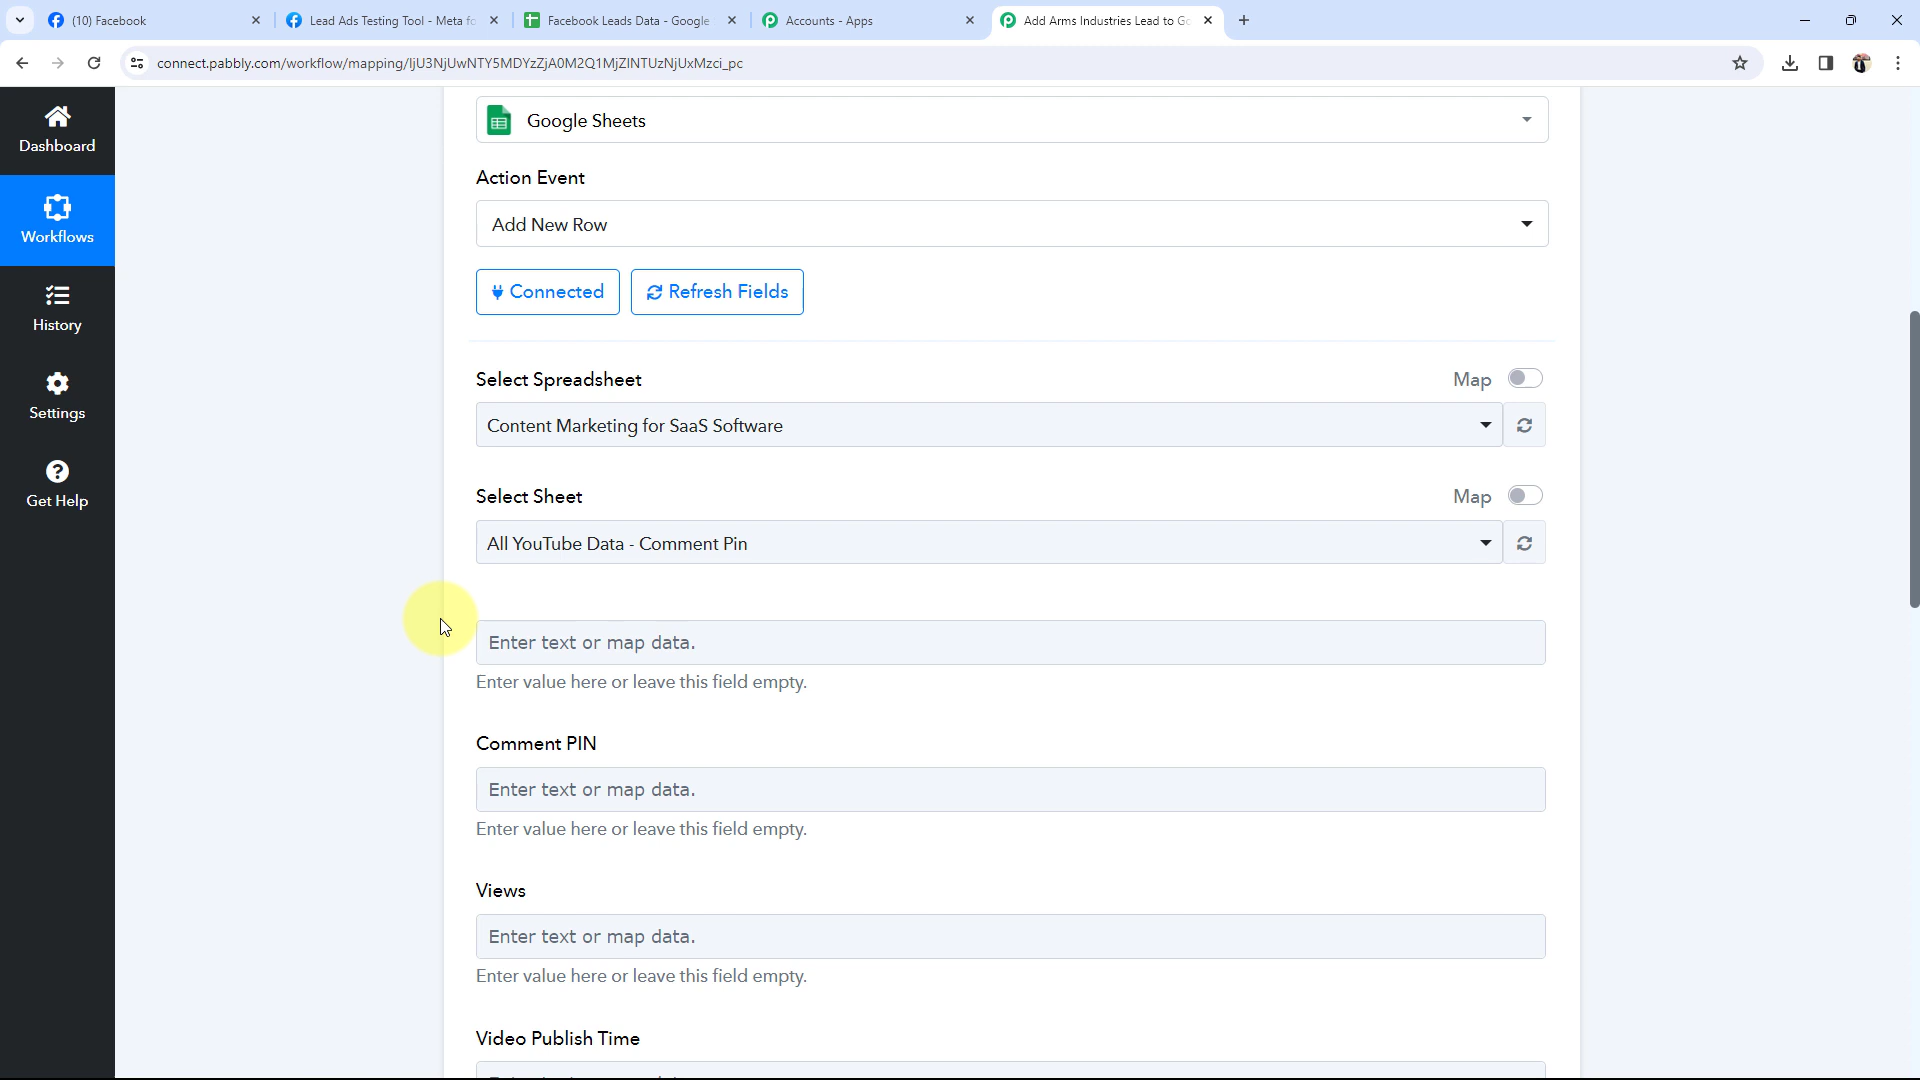 (10) Facebook
Lead Ads Testing Tool - Meta fo
Facebook Leads Data - Google
Accounts - Apps
Add Arms Industries Lead to Go
connect.pabbly.com/workflow/mapping/IjU3NjUwNTY5MDYzZjA0M2Q1MjZlNTUzNjUxMzci_pc
Dashboard
Workflows
History
Settings
Get Help
Google Sheets
Action Event
Add New Row
Connected
Refresh Fields
Select Spreadsheet
Map
Content Marketing for SaaS Software
Select Sheet
Map
All YouTube Data - Comment Pin
Enter text or map data.
Enter value here or leave this field empty.
Comment PIN
Enter text or map data.
Enter value here or leave this field empty.
Views
Enter text or map data.
Enter value here or leave this field empty.
Video Publish Time